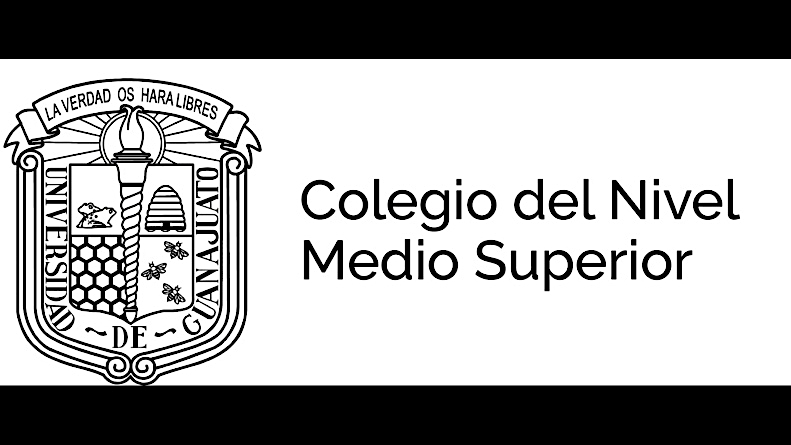 LA VERDAD OS HARA LIBRES
UNIVERSIDAD
DE
GUANAJUATO
Colegio del Nivel
Medio Superior